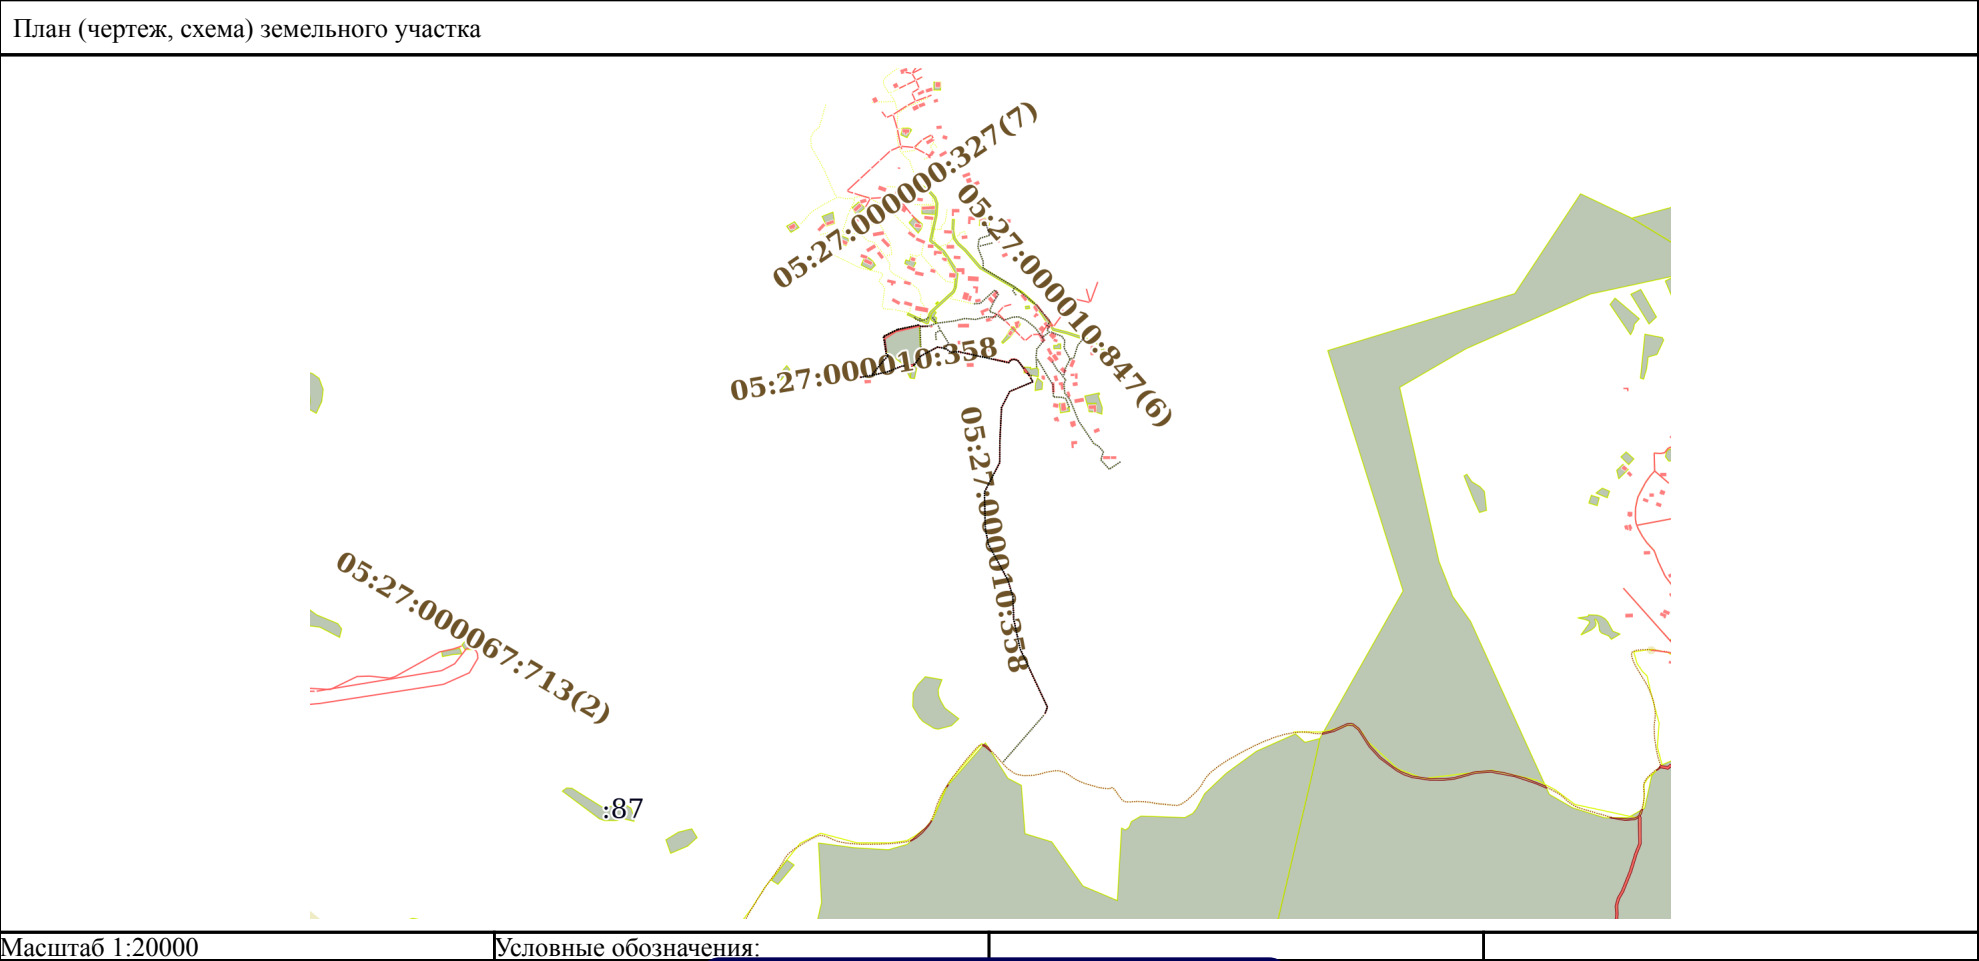 План (чертеж, схема) земельного участка
05:27:000000:327(7)
05:27:000010:847(6)
05:27:000010:358
05:27:000010:358
05:27:000067:713(2)
:87
Масштаб 1:20000
Условные обозначения: